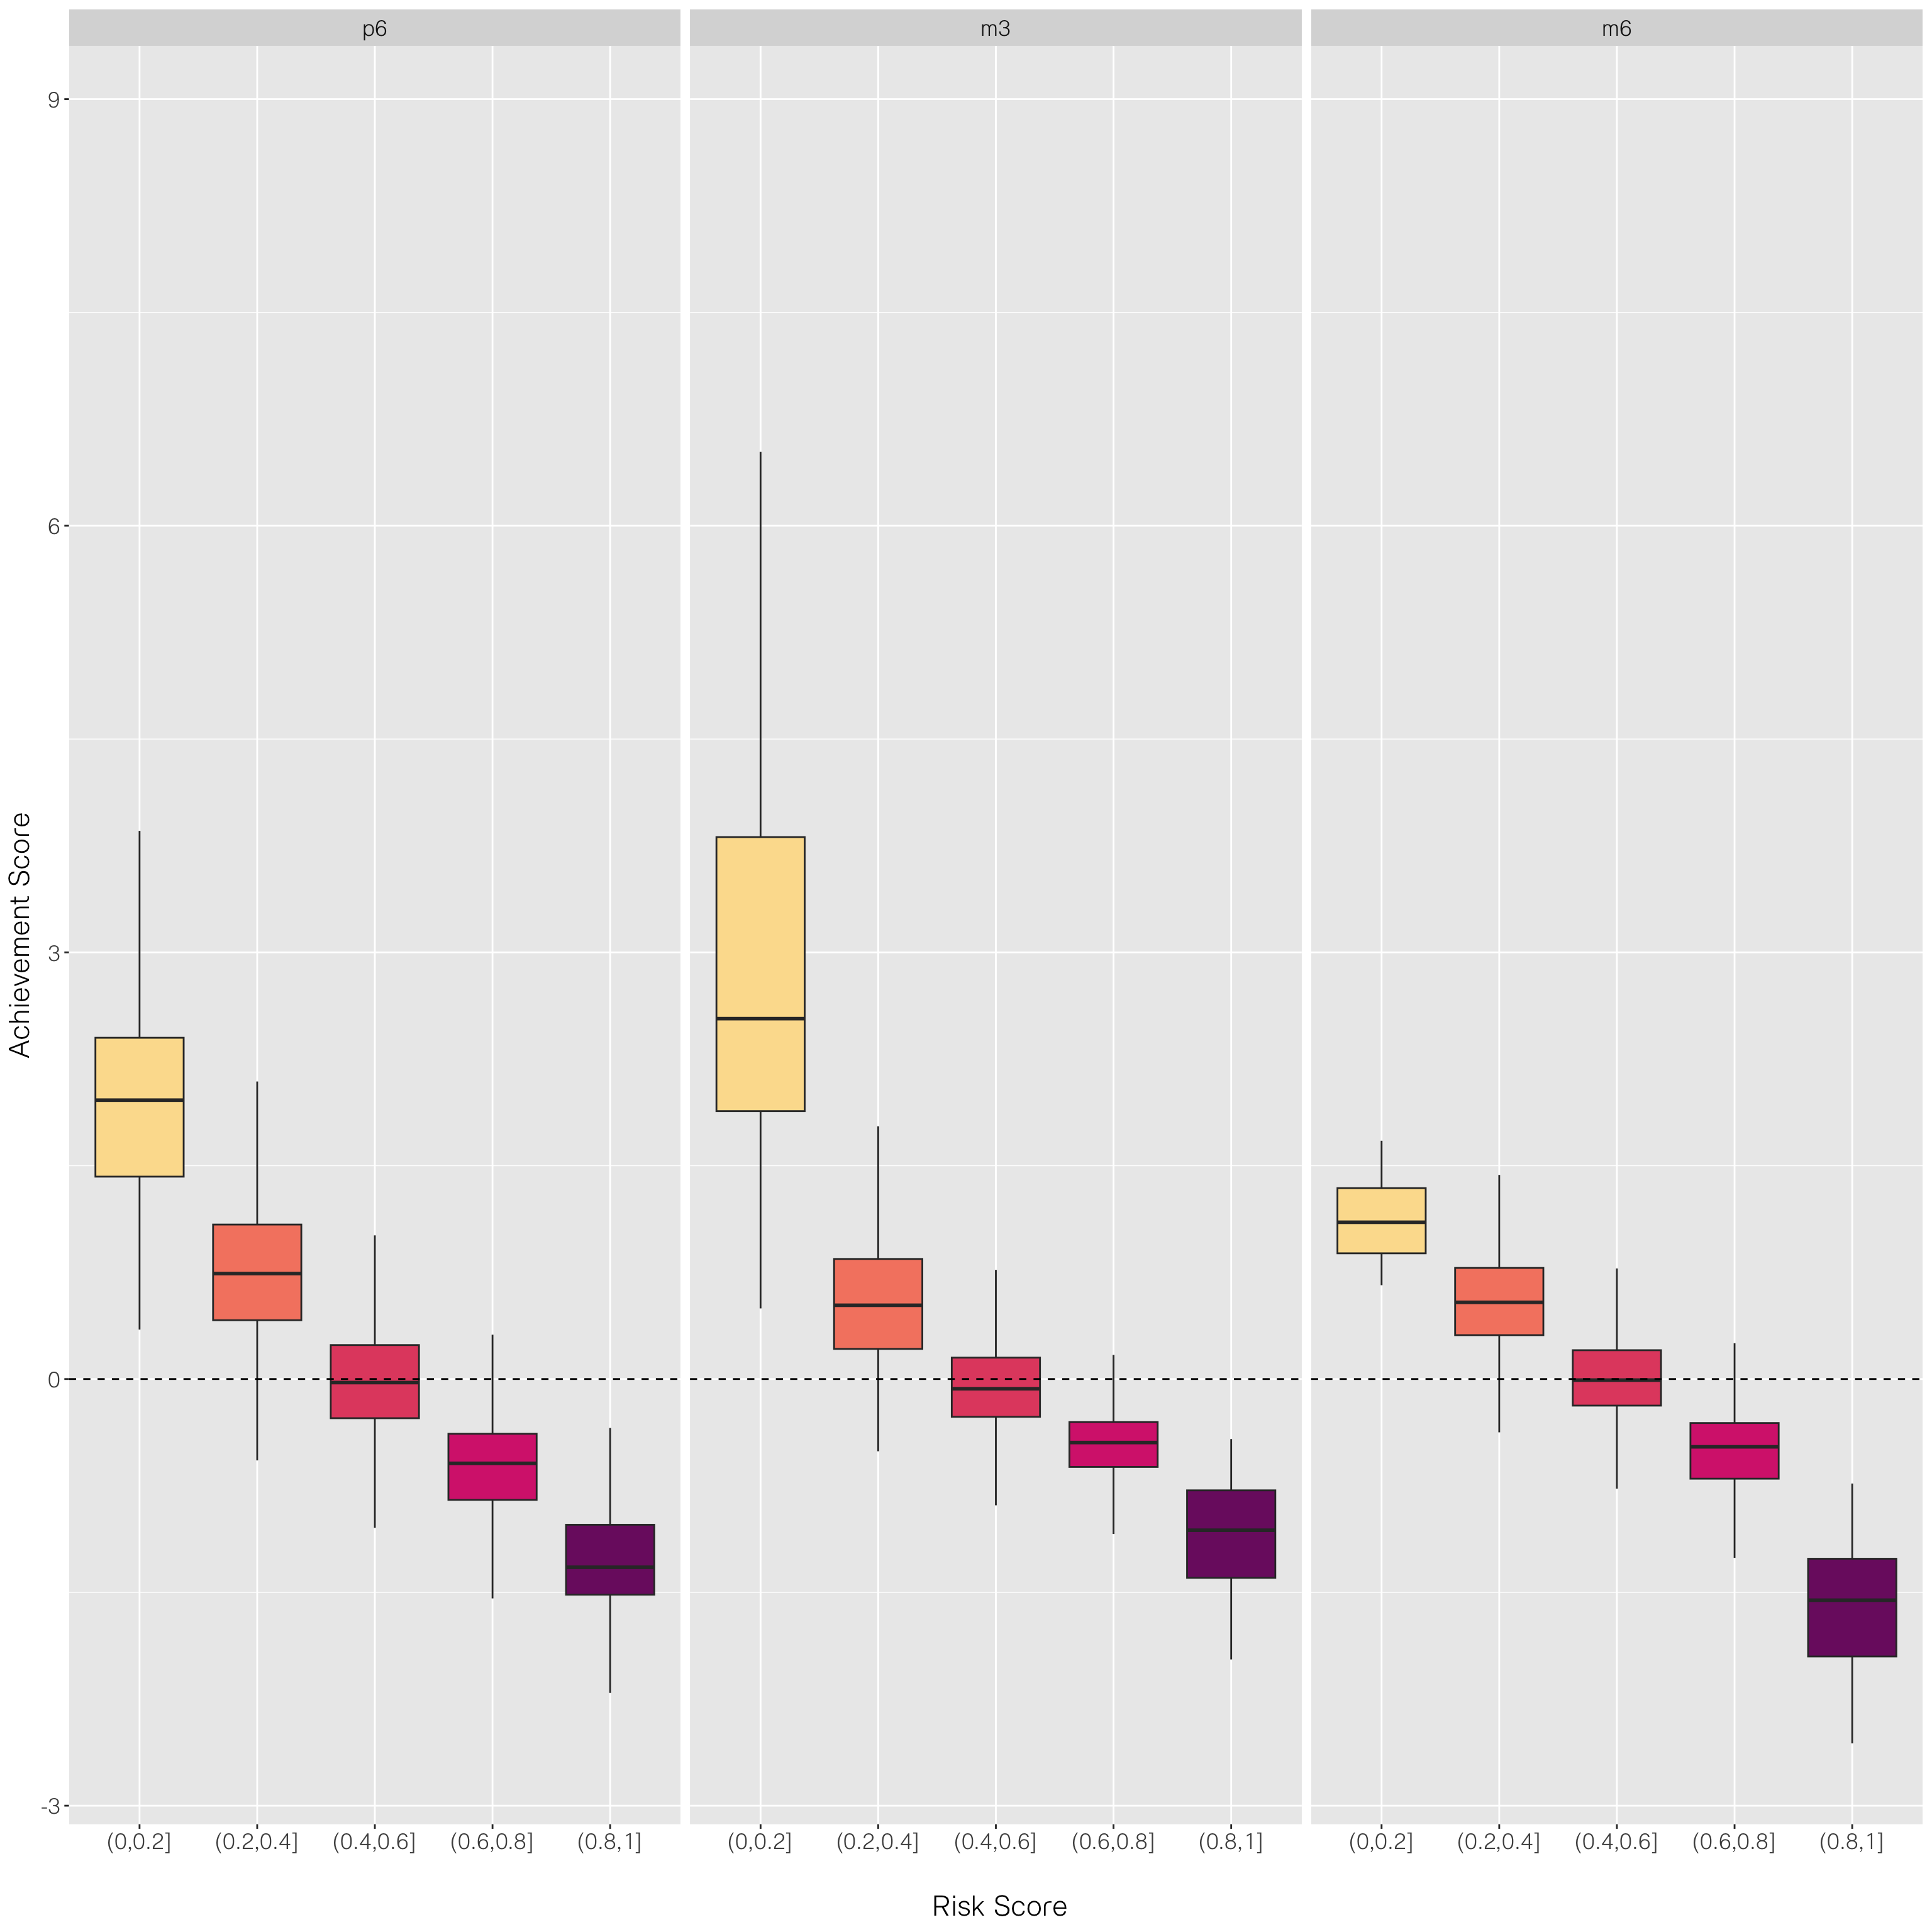 p6 m3 m6
9
6
3
0
-3
Achievement Score
(0,0.2] (0.2,0.4] (0.4,0.6] (0.6,0.8] (0.8,1] (0,0.2] (0.2,0.4] (0.4,0.6] (0.6,0.8] (0.8,1] (0,0.2] (0.2,0.4] (0.4,0.6] (0.6,0.8] (0.8,1]
Risk Score